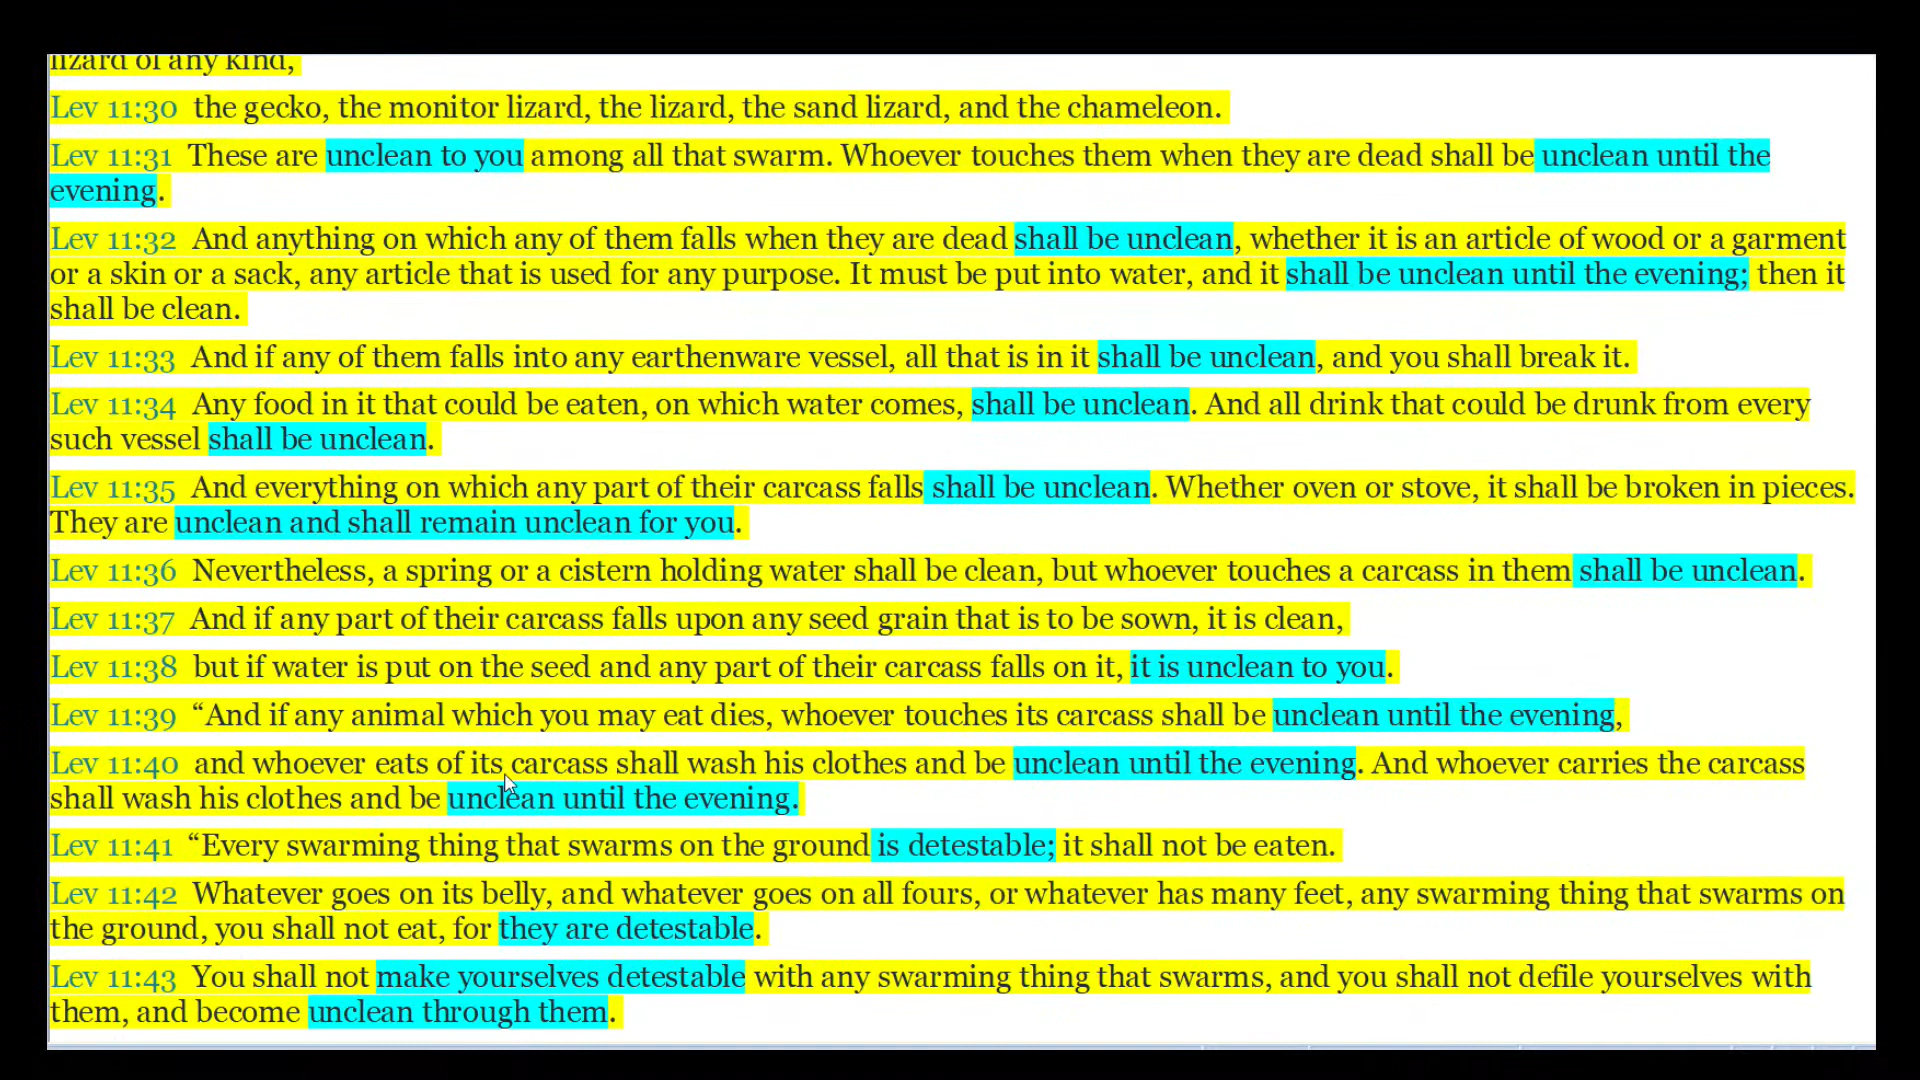 lizard of any kind,
Lev 11:30 the gecko, the monitor lizard, the lizard, the sand lizard, and the chameleon.
Lev 11:31 These are unclean to you among all that swarm. Whoever touches them when they are dead shall be unclean until the
evening.
Lev 11:32 And anything on which any of them falls when they are dead shall be unclean, whether it is an article of wood or a garment
or a skin or a sack, any article that is used for any purpose. It must be put into water, and it shall be unclean until the evening; then it
shall be clean.
Lev 11:33 And if any of them falls into any earthenware vessel, all that is in it shall be unclean, and you shall break it.
Lev 11:34 Any food in it that could be eaten, on which water comes, shall be unclean. And all drink that could be drunk from every
such vessel shall be unclean.
Lev 11:35 And everything on which any part of their carcass falls shall be unclean. Whether oven or stove, it shall be broken in pieces.
They are unclean and shall remain unclean for you.
Lev 11:36 Nevertheless, a spring or a cistern holding water shall be clean, but whoever touches a carcass in them shall be unclean.
Lev 11:37 And if any part of their carcass falls upon any seed grain that is to be sown, it is clean,
Lev 11:38 but if water is put on the seed and any part of their carcass falls on it, it is unclean to you.
Lev 11:39 “And if any animal which you may eat dies, whoever touches its carcass shall be unclean until the evening,
Lev 11:40 and whoever eats of its carcass shall wash his clothes and be unclean until the evening. And whoever carries the carcass
shall wash his clothes and be unclean until the evening.
Lev 11:41 “Every swarming thing that swarms on the ground is detestable; it shall not be eaten.
Lev 11:42 Whatever goes on its belly, and whatever goes on all fours, or whatever has many feet, any swarming thing that swarms on
the ground, you shall not eat, for they are detestable.
Lev 11:43 You shall not make yourselves detestable with any swarming thing that swarms, and you shall not defile yourselves with
them, and become unclean through them.